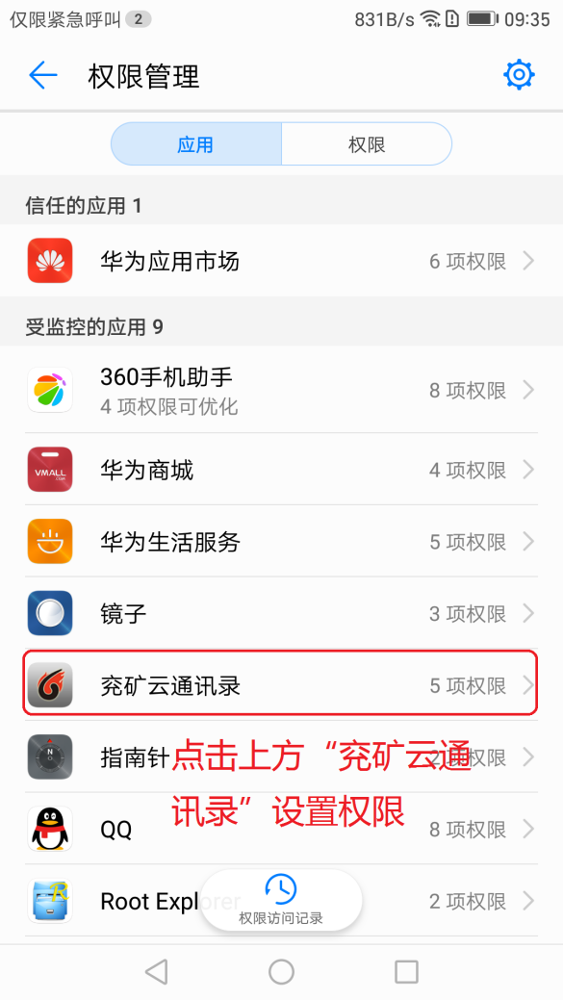 仅限紧急呼叫 2 831B/s 09:35
权限管理
应用 权限
信任的应用 1
华为应用市场 6 项权限
受监控的应用 9
360手机助手
4 项权限可优化 8 项权限
VMALL
.COM
华为商城 4 项权限
华为生活服务 5 项权限
镜子 3 项权限
兖矿云通讯录 5 项权限
N
指南针 2 项权限
点击上方“兖矿云通
讯录”设置权限
QQ 8 项权限
R
Root Explorer 2 项权限
权限访问记录